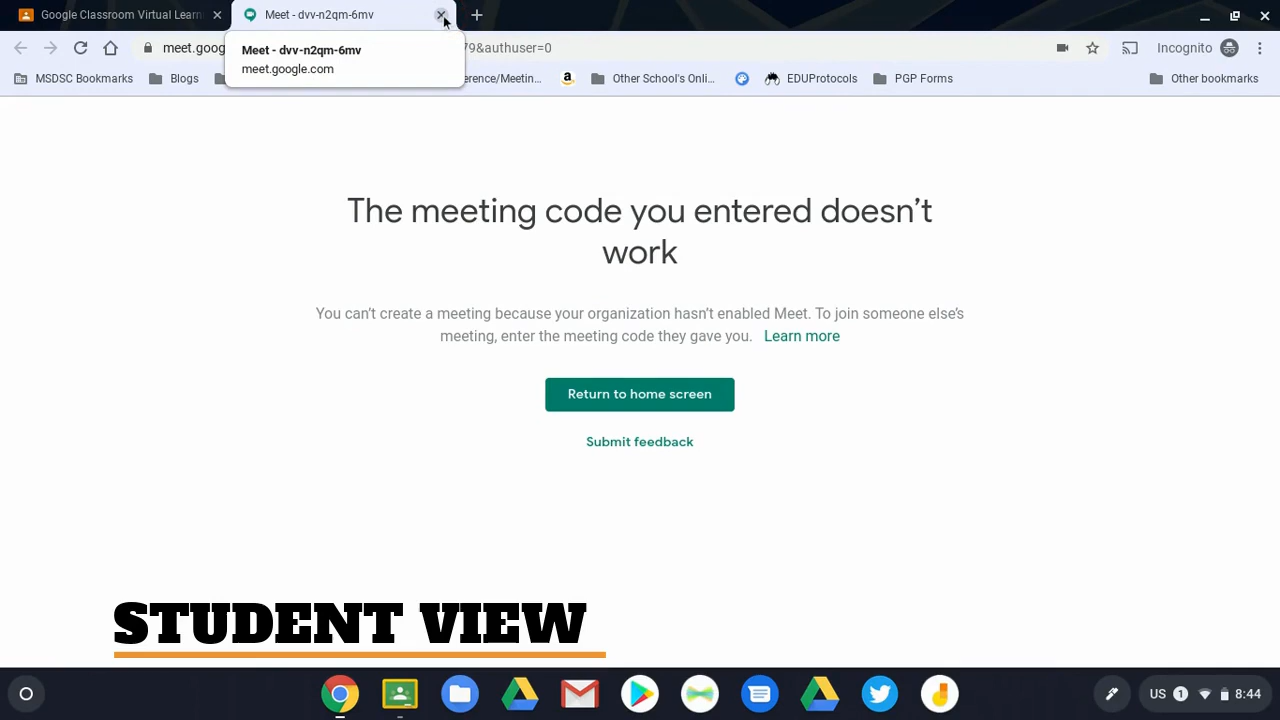 Google Classroom Virtual Learn
Meet - dvv-n2qm-6mv
meet.goog
79&authuser=0
Incognito
Meet - dvv-n2qm-6mv
meet.google.com
MSDSC Bookmarks
Blogs
erence/Meetin...
Other School's Onli...
EDUProtocols
PGP Forms
Other bookmarks
The meeting code you entered doesn't
work
You can't create a meeting because your organization hasn't enabled Meet. To join someone else's
meeting, enter the meeting code they gave you. Learn more
Return to home screen
Submit feedback
STUDENT VIEW
US 1 8:44